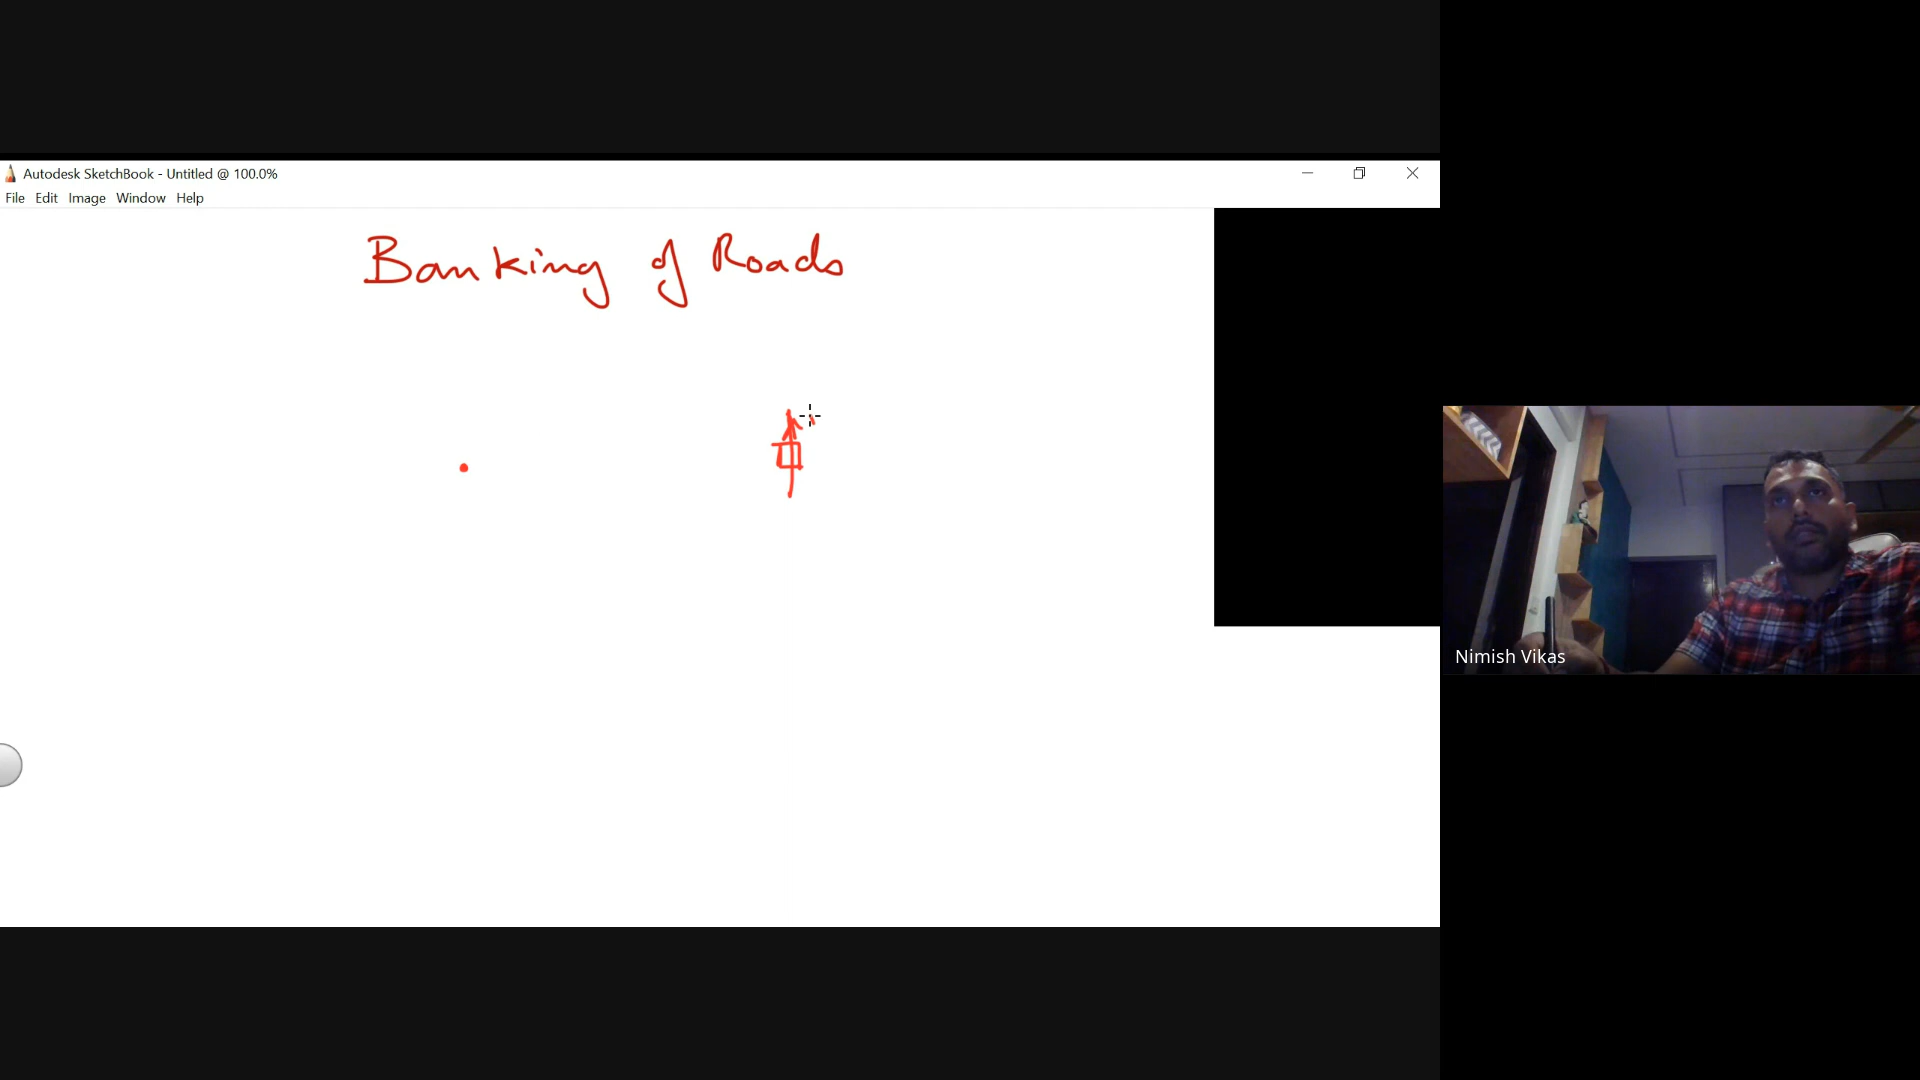 Autodesk SketchBook - Untitled @ 100.0%
File Edit Image Window Help
Banking of Roads
Nimish Vikas